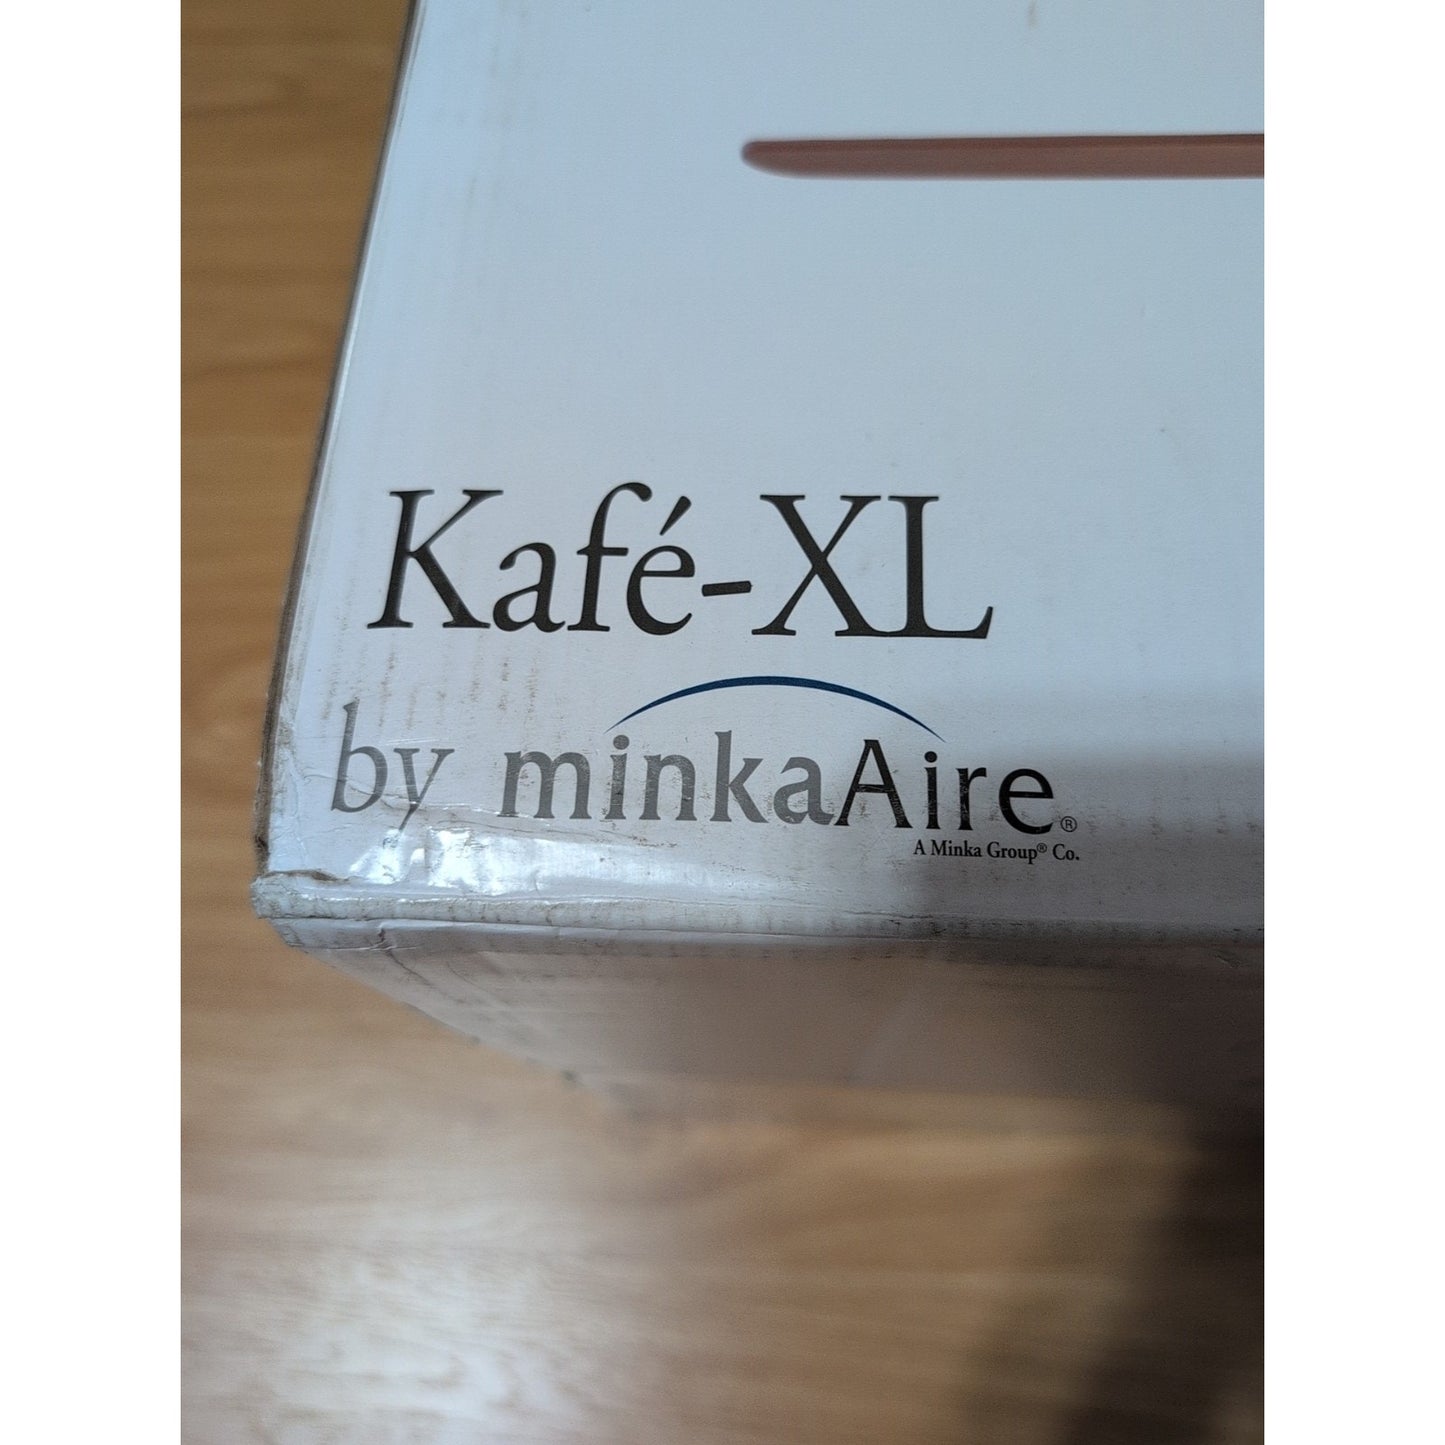 Kafé-XL
by minkaAire®
A Minka Group® Co.